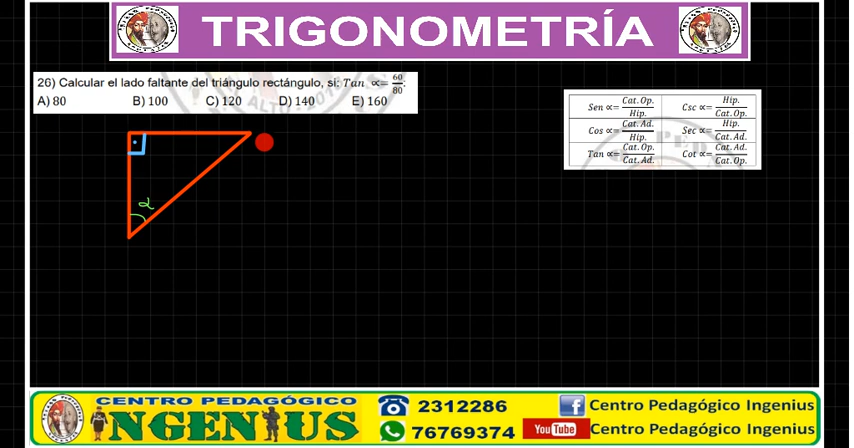 TRIGONOMETRÍA
26) Calcular el lado faltante del triángulo rectángulo, si: Tan ∝= 60/80:
A) 80 B) 100 C) 120 D) 140 E) 160
Sen ∝= Cat. Op./Hip. Csc ∝= Hip./Cat. Op.
Cos ∝= Cat. Ad./Hip. Sec ∝= Hip./Cat. Ad.
Tan ∝= Cat. Op./Cat. Ad. Cot ∝= Cat. Ad./Cat. Op.
α
CENTRO PEDAGÓGICO
INGENIUS
2312286
76769374
Centro Pedagógico Ingenius
YouTube Centro Pedagógico Ingenius